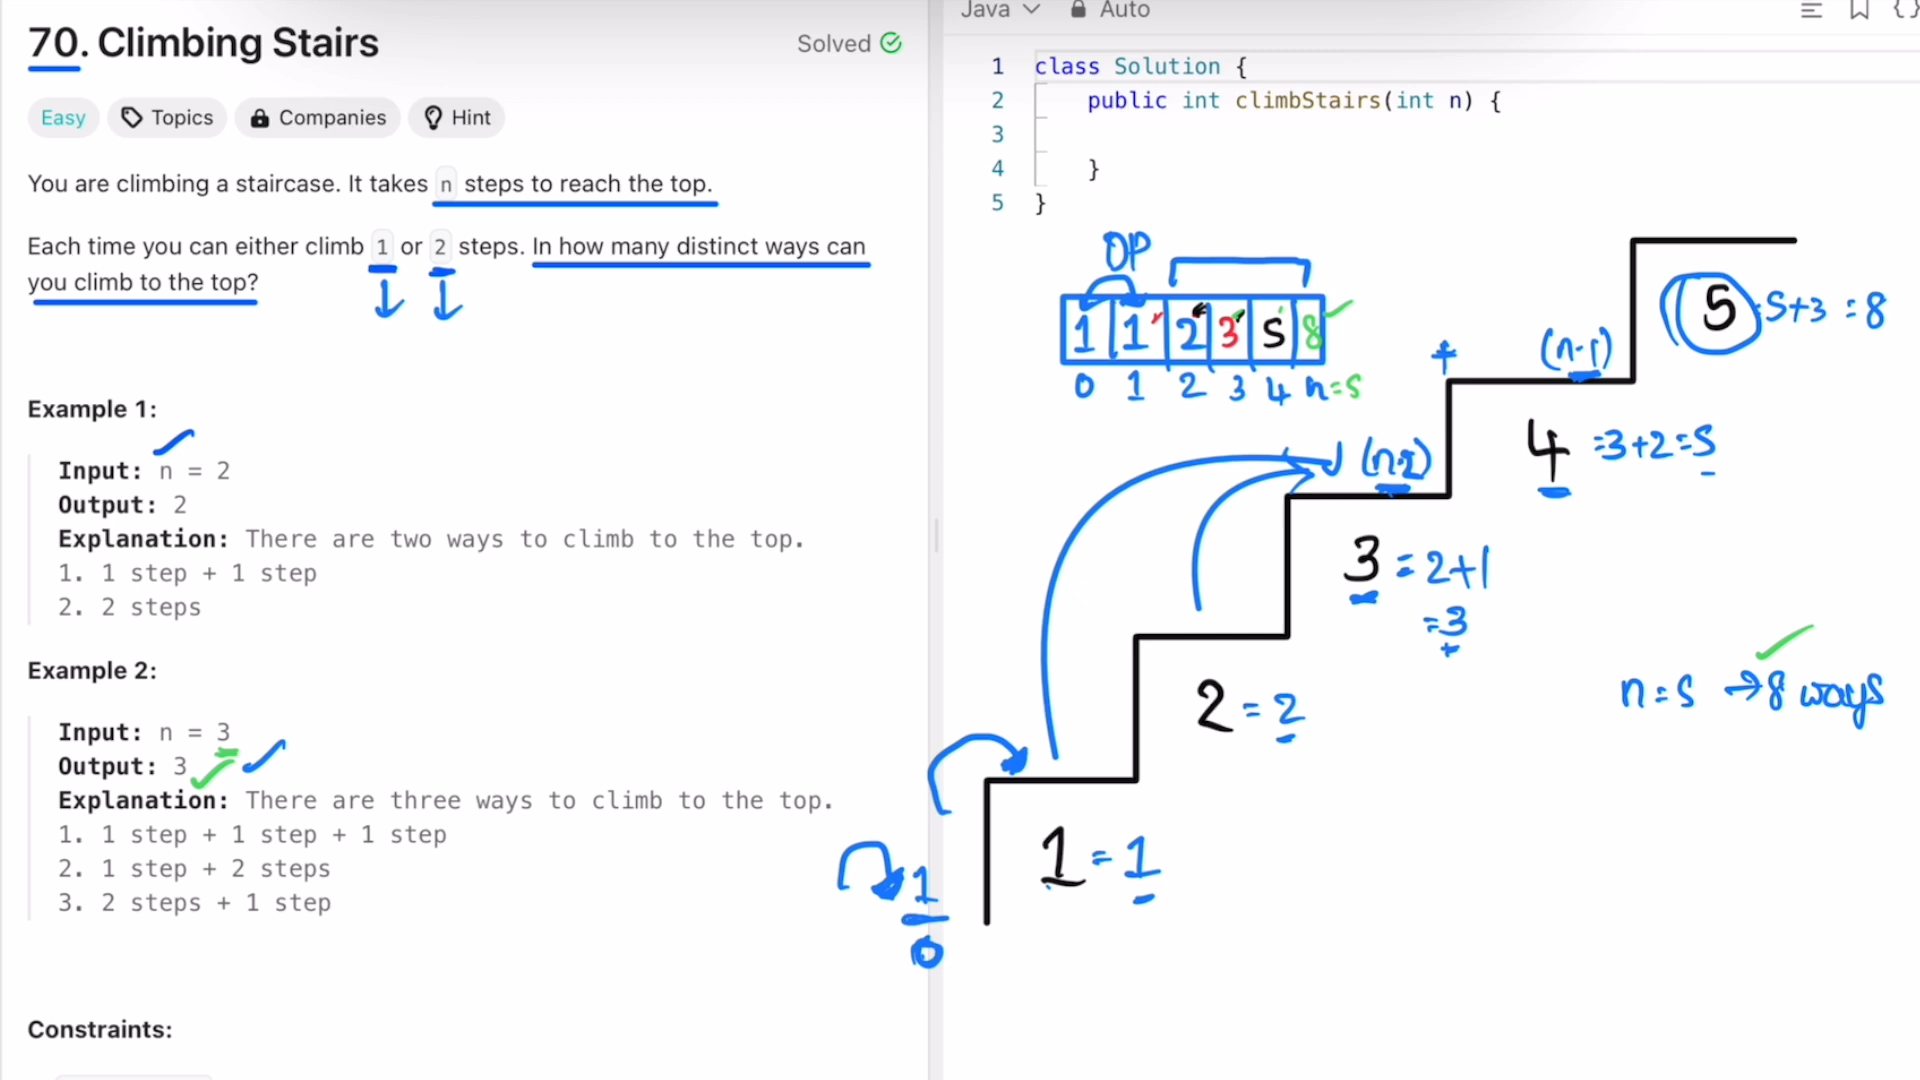 70. Climbing Stairs
Solved
Easy
Topics
Companies
Hint
You are climbing a staircase. It takes n steps to reach the top.
Each time you can either climb 1 or 2 steps. In how many distinct ways can
you climb to the top?
Example 1:
Input: n = 2
Output: 2
Explanation: There are two ways to climb to the top.
1. 1 step + 1 step
2. 2 steps
Example 2:
Input: n = 3
Output: 3
Explanation: There are three ways to climb to the top.
1. 1 step + 1 step + 1 step
2. 1 step + 2 steps
3. 2 steps + 1 step
Constraints:
Java
Auto
1 class Solution {
2 public int climbStairs(int n) {
3
4 }
5 }
DP
1 1 2 3 5 8
0 1 2 3 4 n=5
5 = 5+3 = 8
+ (n-1)
(n-2)
4 =3+2=5
3 = 2+1
=3
2 = 2
n=5 → 8 ways
1 = 1
1
0